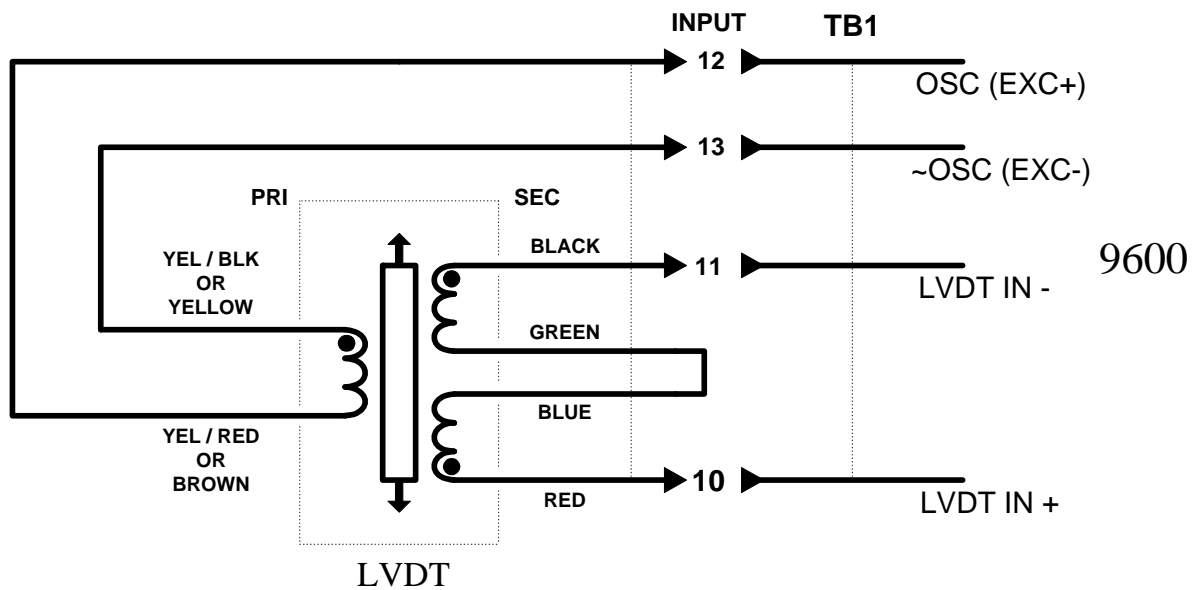 INPUT
TB1
12
OSC (EXC+)
13
~OSC (EXC-)
PRI
SEC
YEL / BLK
OR
YELLOW
BLACK
11
LVDT IN -
9600
GREEN
BLUE
YEL / RED
OR
BROWN
RED
10
LVDT IN +
LVDT